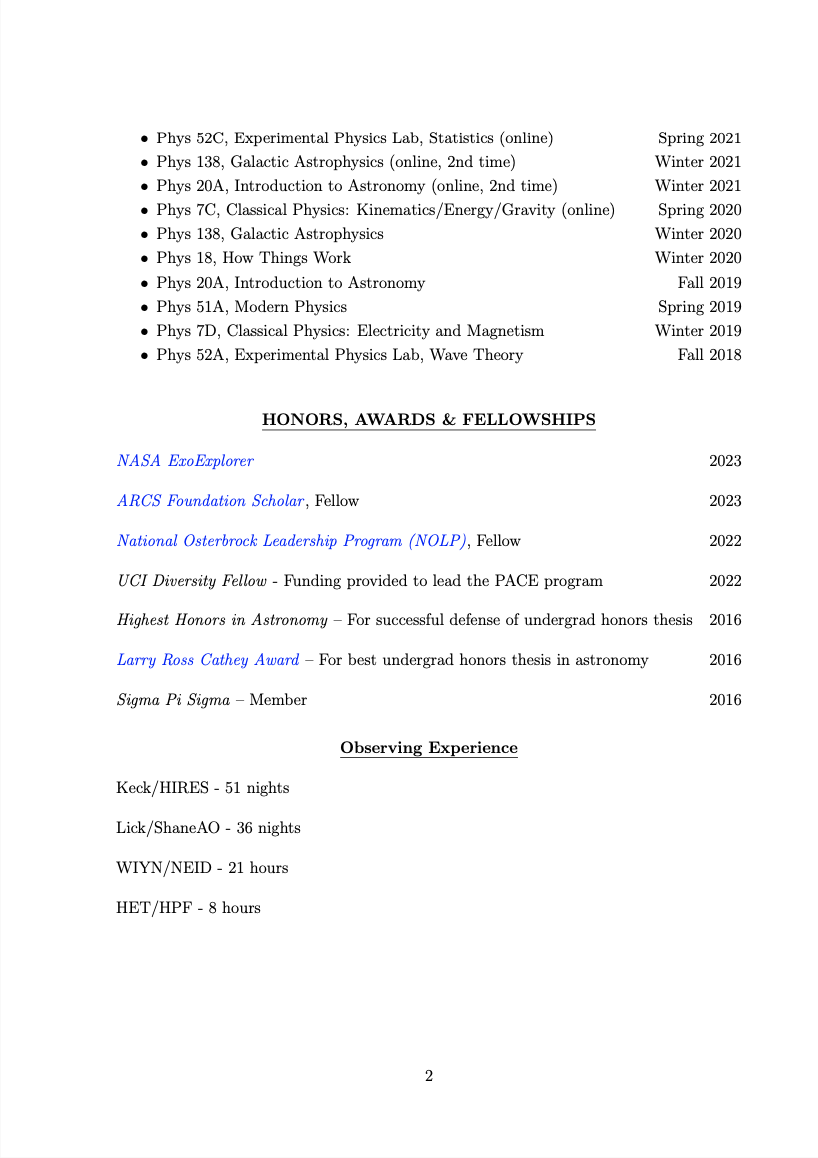 • Phys 52C, Experimental Physics Lab, Statistics (online) Spring 2021
• Phys 138, Galactic Astrophysics (online, 2nd time) Winter 2021
• Phys 20A, Introduction to Astronomy (online, 2nd time) Winter 2021
• Phys 7C, Classical Physics: Kinematics/Energy/Gravity (online) Spring 2020
• Phys 138, Galactic Astrophysics Winter 2020
• Phys 18, How Things Work Winter 2020
• Phys 20A, Introduction to Astronomy Fall 2019
• Phys 51A, Modern Physics Spring 2019
• Phys 7D, Classical Physics: Electricity and Magnetism Winter 2019
• Phys 52A, Experimental Physics Lab, Wave Theory Fall 2018
HONORS, AWARDS & FELLOWSHIPS
NASA ExoExplorer 2023
ARCS Foundation Scholar, Fellow 2023
National Osterbrock Leadership Program (NOLP), Fellow 2022
UCI Diversity Fellow - Funding provided to lead the PACE program 2022
Highest Honors in Astronomy – For successful defense of undergrad honors thesis 2016
Larry Ross Cathey Award – For best undergrad honors thesis in astronomy 2016
Sigma Pi Sigma – Member 2016
Observing Experience
Keck/HIRES - 51 nights
Lick/ShaneAO - 36 nights
WIYN/NEID - 21 hours
HET/HPF - 8 hours
2